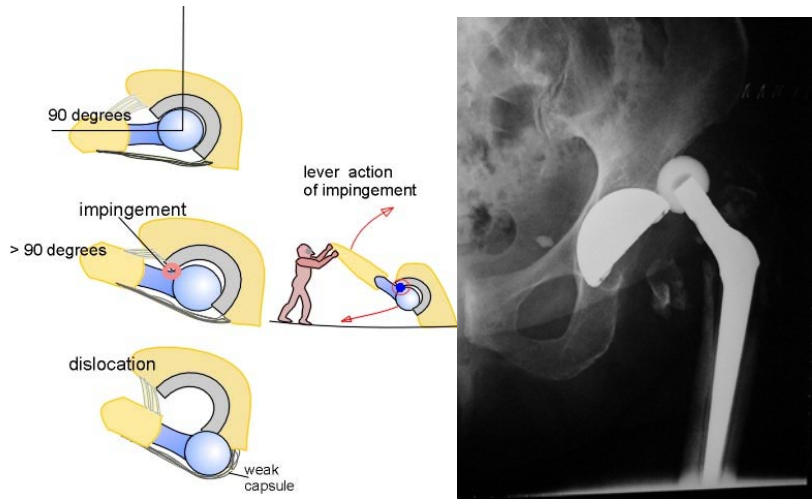 90 degrees
impingement
> 90 degrees
lever action
of impingement
dislocation
weak
capsule